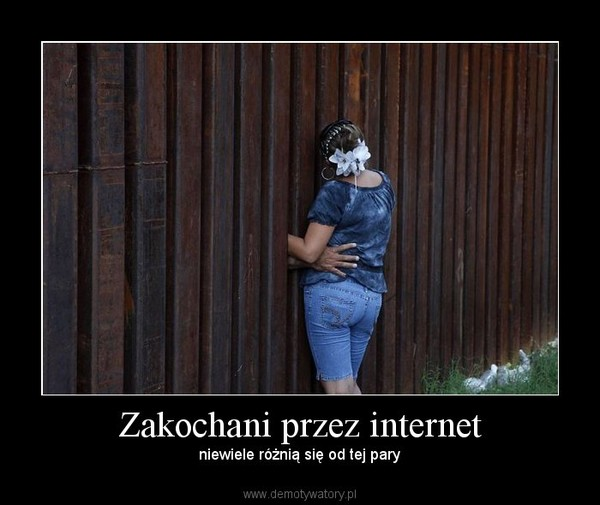 Zakochani przez internet
niewiele różnią się od tej pary
www.demotywatory.pl